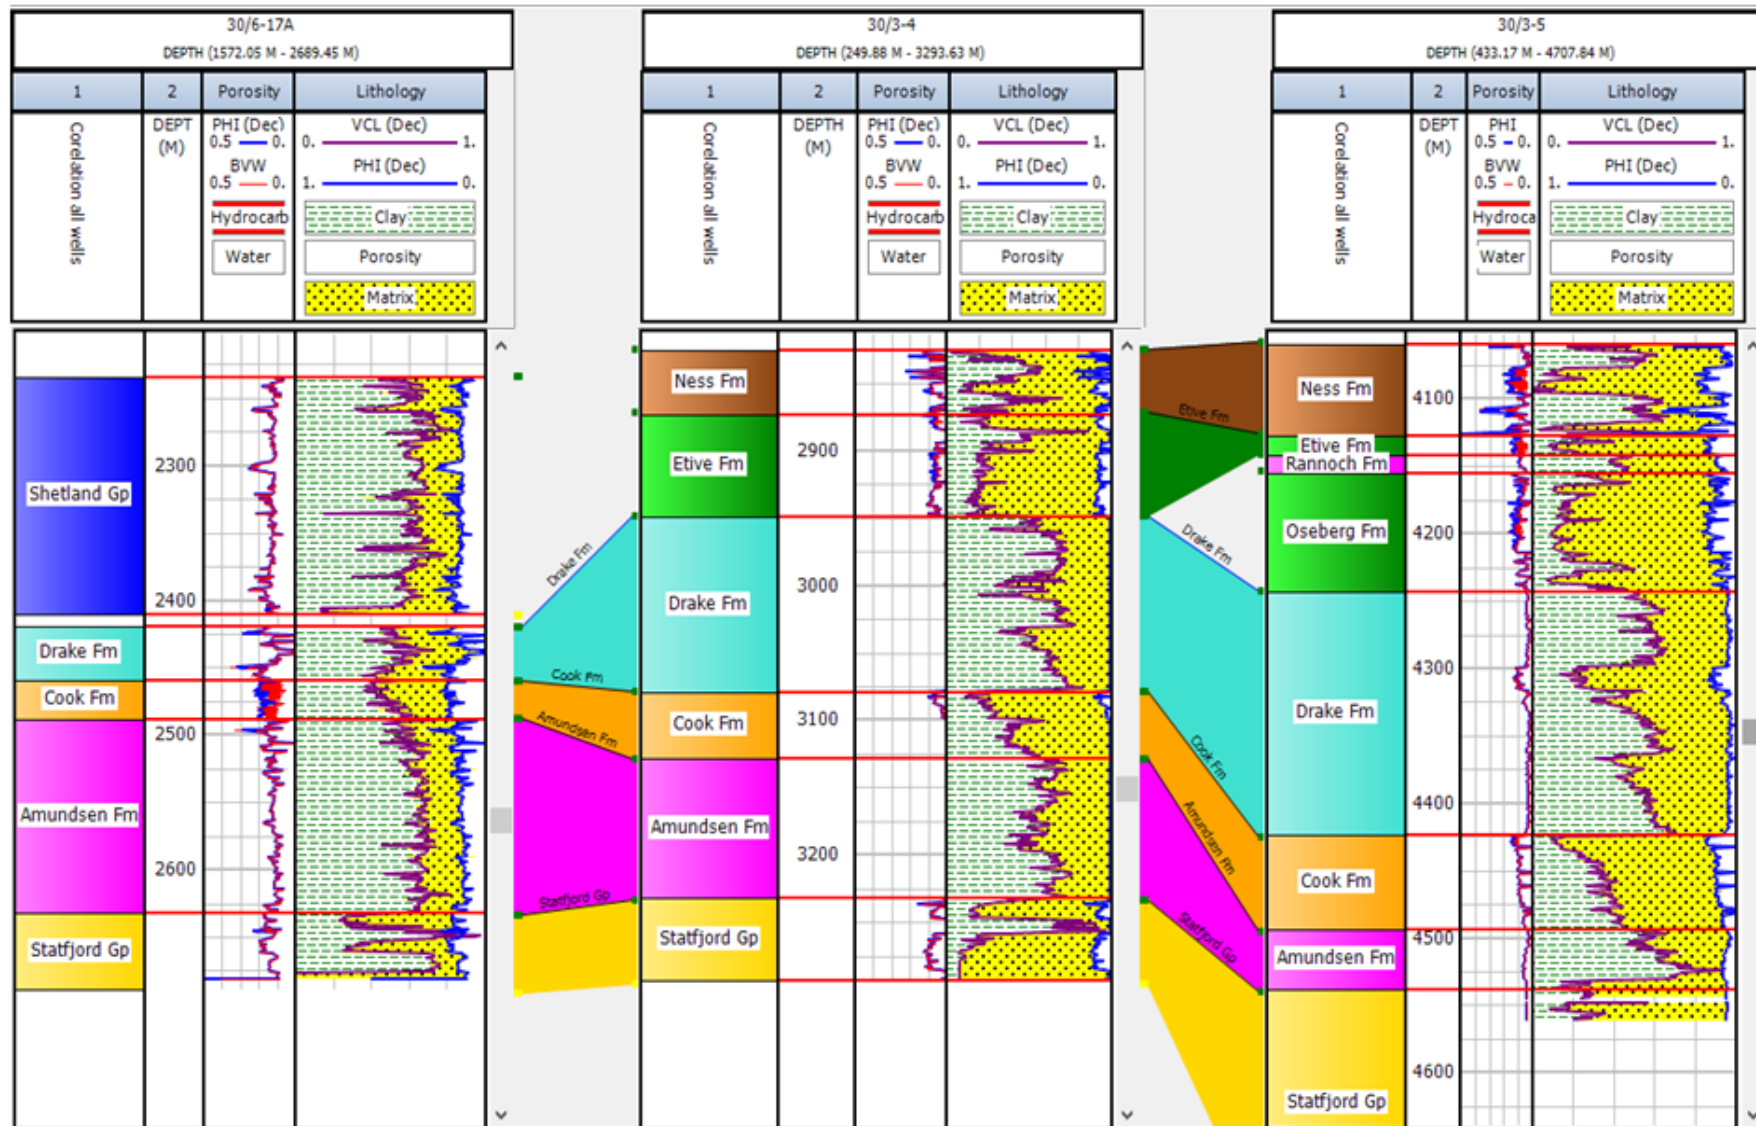 30/6-17A
DEPTH (1572.05 M - 2689.45 M)
1 2 Porosity Lithology
Corelation all wells
DEPT
(M)
PHI (Dec)
0.5 0.
BVW
0.5 0.
Hydrocarb
Water
VCL (Dec)
0. 1.
PHI (Dec)
1. 0.
Clay
Porosity
Matrix
Shetland Gp
Drake Fm
Cook Fm
Amundsen Fm
Statfjord Gp
2300
2400
2500
2600
Drake Fm
Cook Fm
Amundsen Fm
Statfjord Gp
30/3-4
DEPTH (249.88 M - 3293.63 M)
1 2 Porosity Lithology
Corelation all wells
DEPTH
(M)
PHI (Dec)
0.5 0.
BVW
0.5 0.
Hydrocarb
Water
VCL (Dec)
0. 1.
PHI (Dec)
1. 0.
Clay
Porosity
Matrix
Ness Fm
Etive Fm
Drake Fm
Cook Fm
Amundsen Fm
Statfjord Gp
2900
3000
3100
3200
Etive Fm
Drake Fm
Cook Fm
Amundsen Fm
Statfjord Gp
30/3-5
DEPTH (433.17 M - 4707.84 M)
1 2 Porosity Lithology
Corelation all wells
DEPT
(M)
PHI
0.5 0.
BVW
0.5 0.
Hydroca
Water
VCL (Dec)
0. 1.
PHI (Dec)
1. 0.
Clay
Porosity
Matrix
Ness Fm
Etive Fm
Rannoch Fm
Oseberg Fm
Drake Fm
Cook Fm
Amundsen Fm
Statfjord Gp
4100
4200
4300
4400
4500
4600